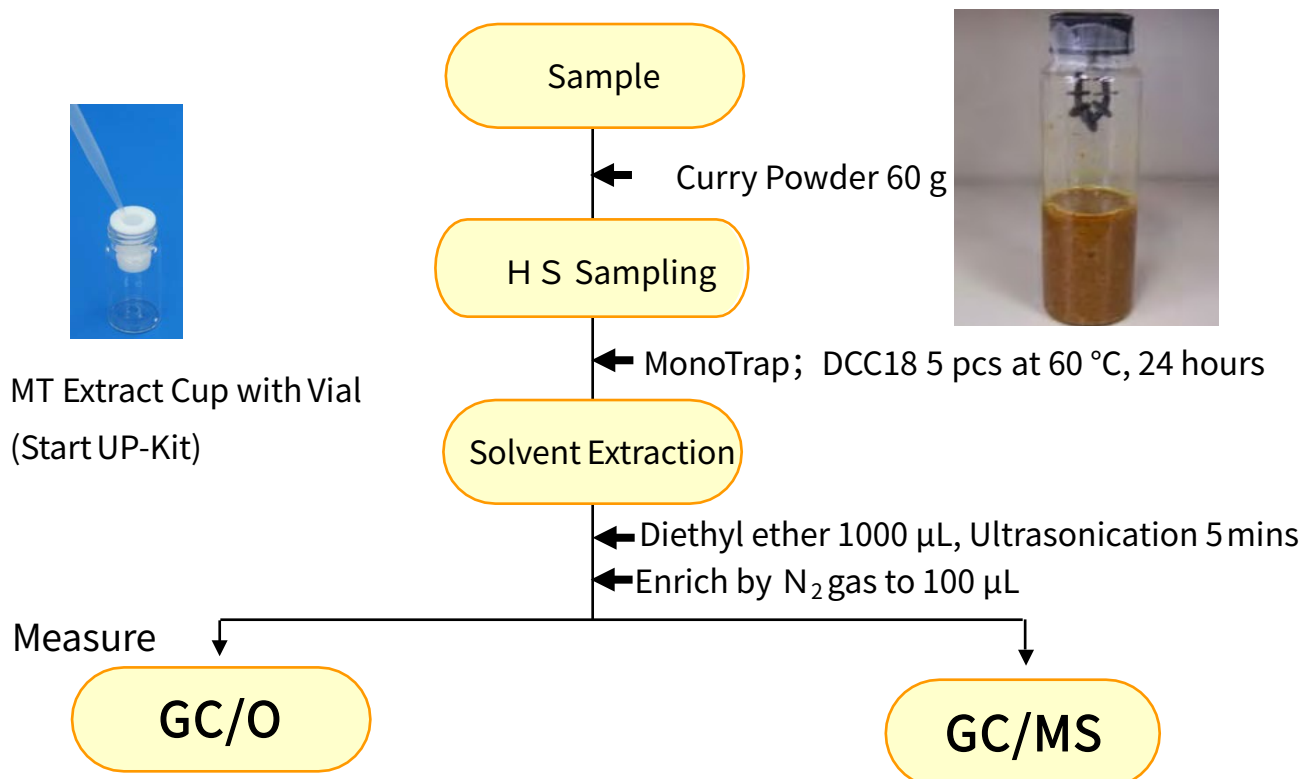 Sample
Curry Powder 60 g
ＨＳ Sampling
MonoTrap；DCC18 5 pcs at 60 °C, 24 hours
MT Extract Cup with Vial
(Start UP-Kit)
Solvent Extraction
Diethyl ether 1000 μL, Ultrasonication 5 mins
Enrich by N₂ gas to 100 μL
Measure
GC/O
GC/MS